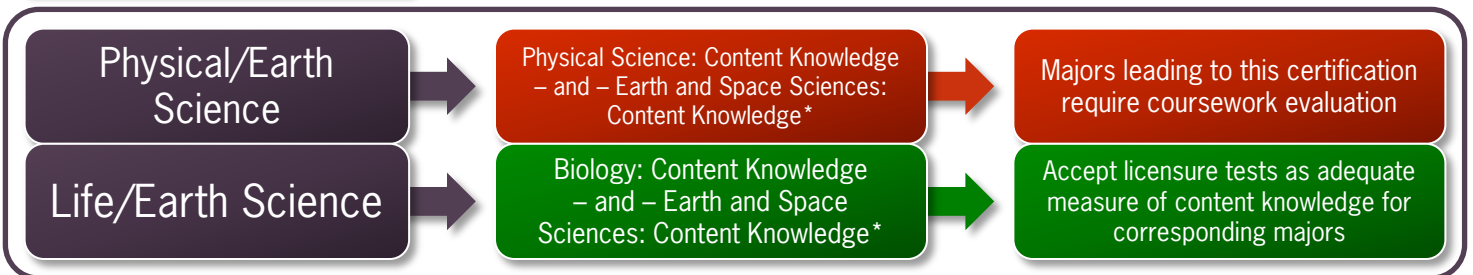 Physical/Earth
Science
Physical Science: Content Knowledge
– and – Earth and Space Sciences:
Content Knowledge*
Majors leading to this certification
require coursework evaluation
Life/Earth Science
Biology: Content Knowledge
– and – Earth and Space
Sciences: Content Knowledge*
Accept licensure tests as adequate
measure of content knowledge for
corresponding majors